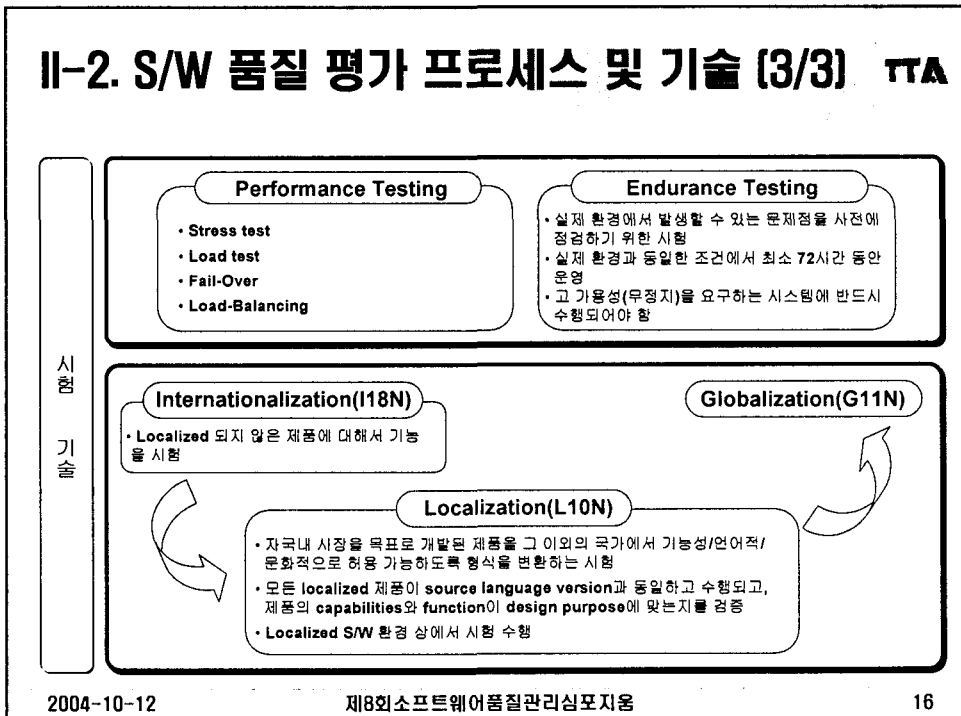 II-2. S/W 품질 평가 프로세스 및 기술 (3/3)
TTA
시험 기술
Performance Testing
• Stress test
• Load test
• Fail-Over
• Load-Balancing
Endurance Testing
• 실제 환경에서 발생할 수 있는 문제점을 사전에
점검하기 위한 시험
• 실제 환경과 동일한 조건에서 최소 72시간 동안
운영
• 고 가용성(무정지)을 요구하는 시스템에 반드시
수행되어야 함
Internationalization(I18N)
• Localized 되지 않은 제품에 대해서 기능
을 시험
Globalization(G11N)
Localization(L10N)
• 자국내 시장을 목표로 개발된 제품을 그 이외의 국가에서 기능성/언어적/
문화적으로 허용 가능하도록 형식을 변환하는 시험
• 모든 localized 제품이 source language version과 동일하고 수행되고,
제품의 capabilities와 function이 design purpose에 맞는지를 검증
• Localized S/W 환경 상에서 시험 수행
2004-10-12
제8회소프트웨어품질관리심포지움
16